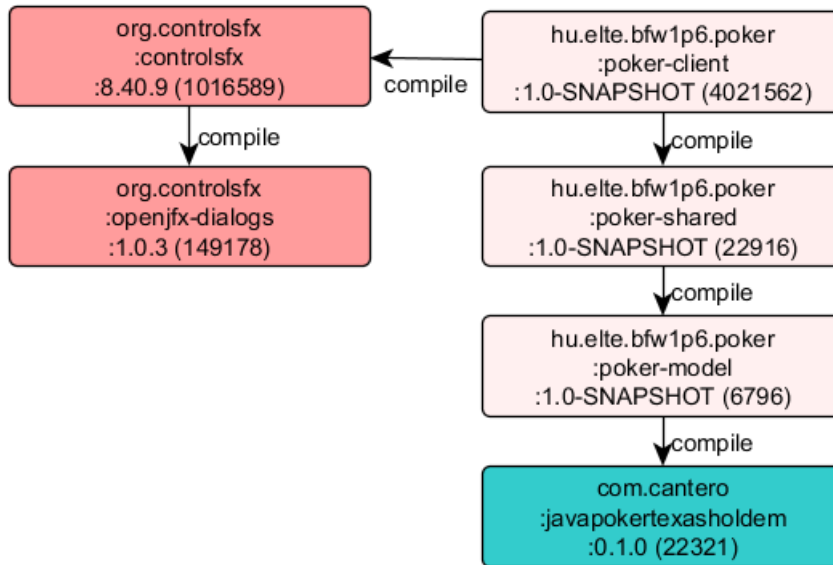 org.controlsfx
:controlsfx
:8.40.9 (1016589)
compile
hu.elte.bfw1p6.poker
:poker-client
:1.0-SNAPSHOT (4021562)
compile
compile
org.controlsfx
:openjfx-dialogs
:1.0.3 (149178)
hu.elte.bfw1p6.poker
:poker-shared
:1.0-SNAPSHOT (22916)
compile
hu.elte.bfw1p6.poker
:poker-model
:1.0-SNAPSHOT (6796)
compile
com.cantero
:javapokertexasholdem
:0.1.0 (22321)